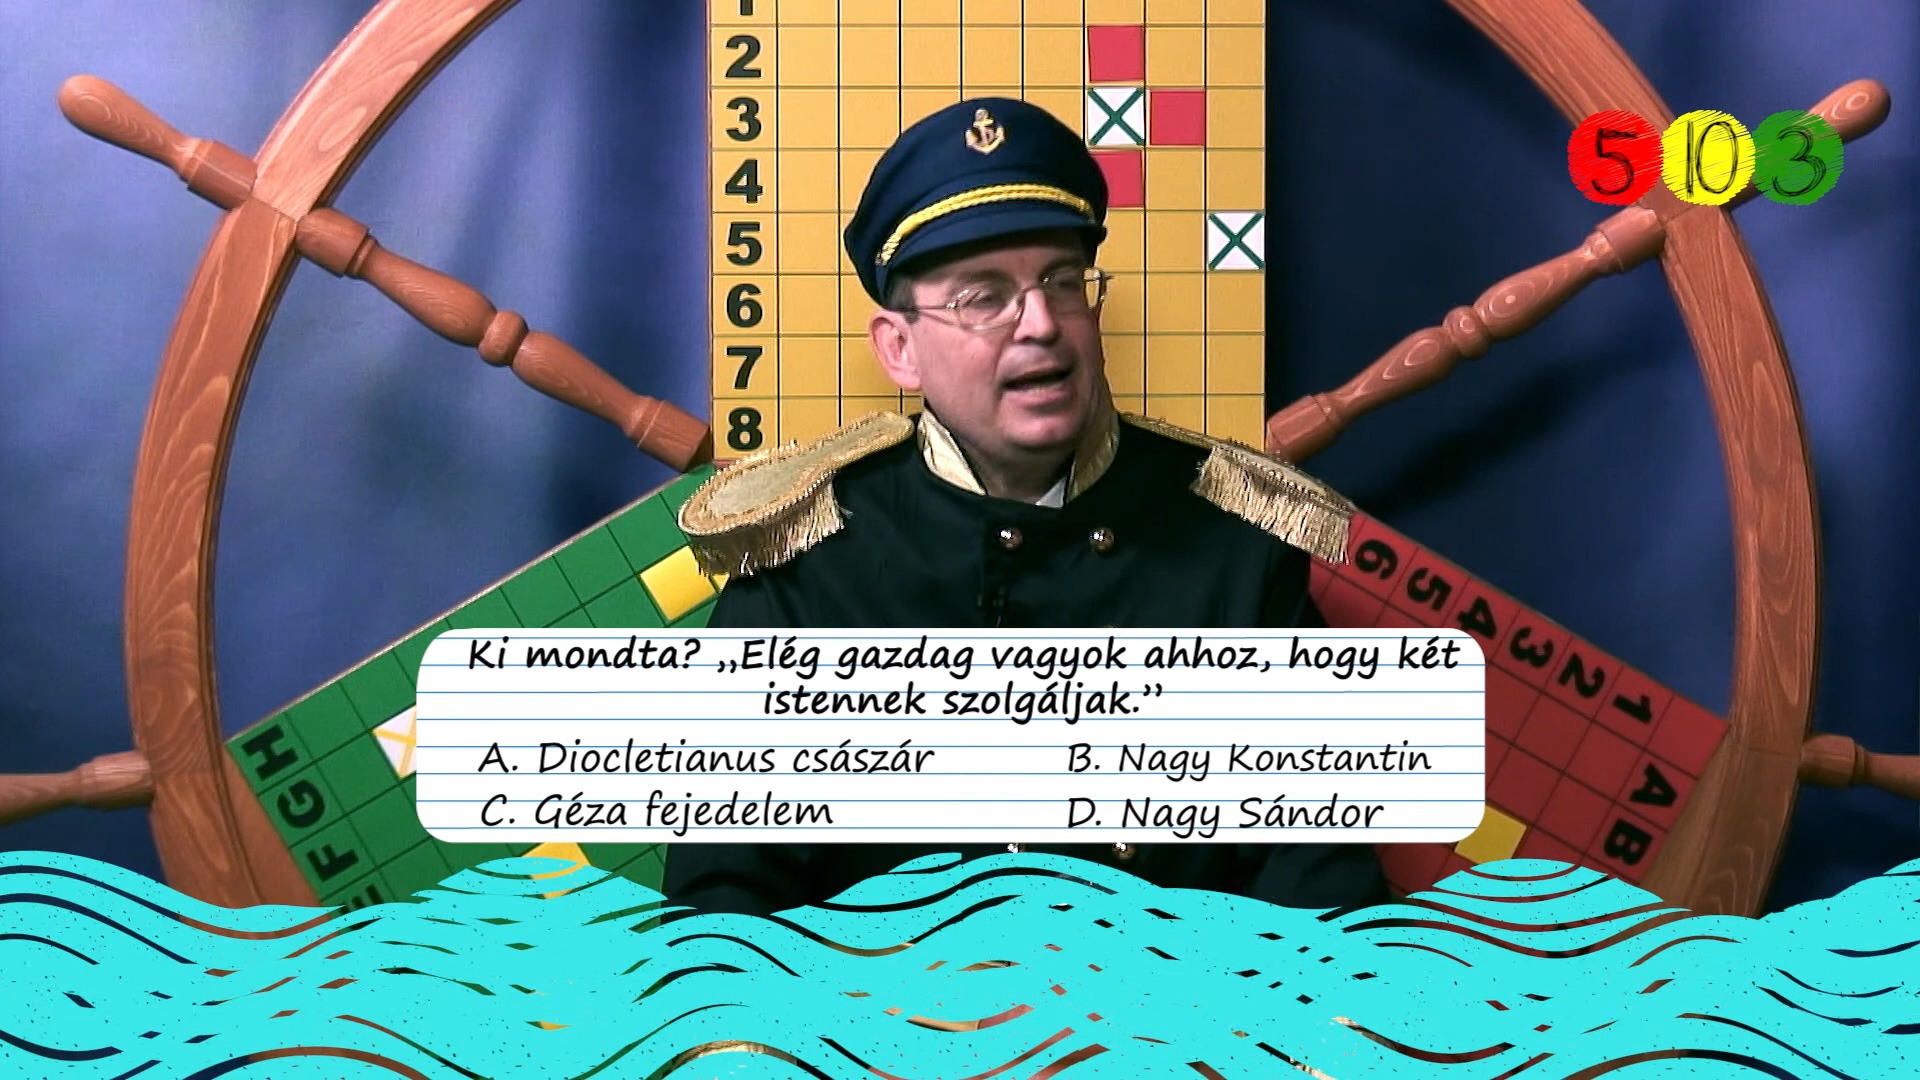 2
3
4
5
6
7
8
5 10 3
6 5 4 3 2 1
A
B
H
G
F
E
Ki mondta? „Elég gazdag vagyok ahhoz, hogy két
istennek szolgáljak.”
A. Diocletianus császár
B. Nagy Konstantin
C. Géza fejedelem
D. Nagy Sándor